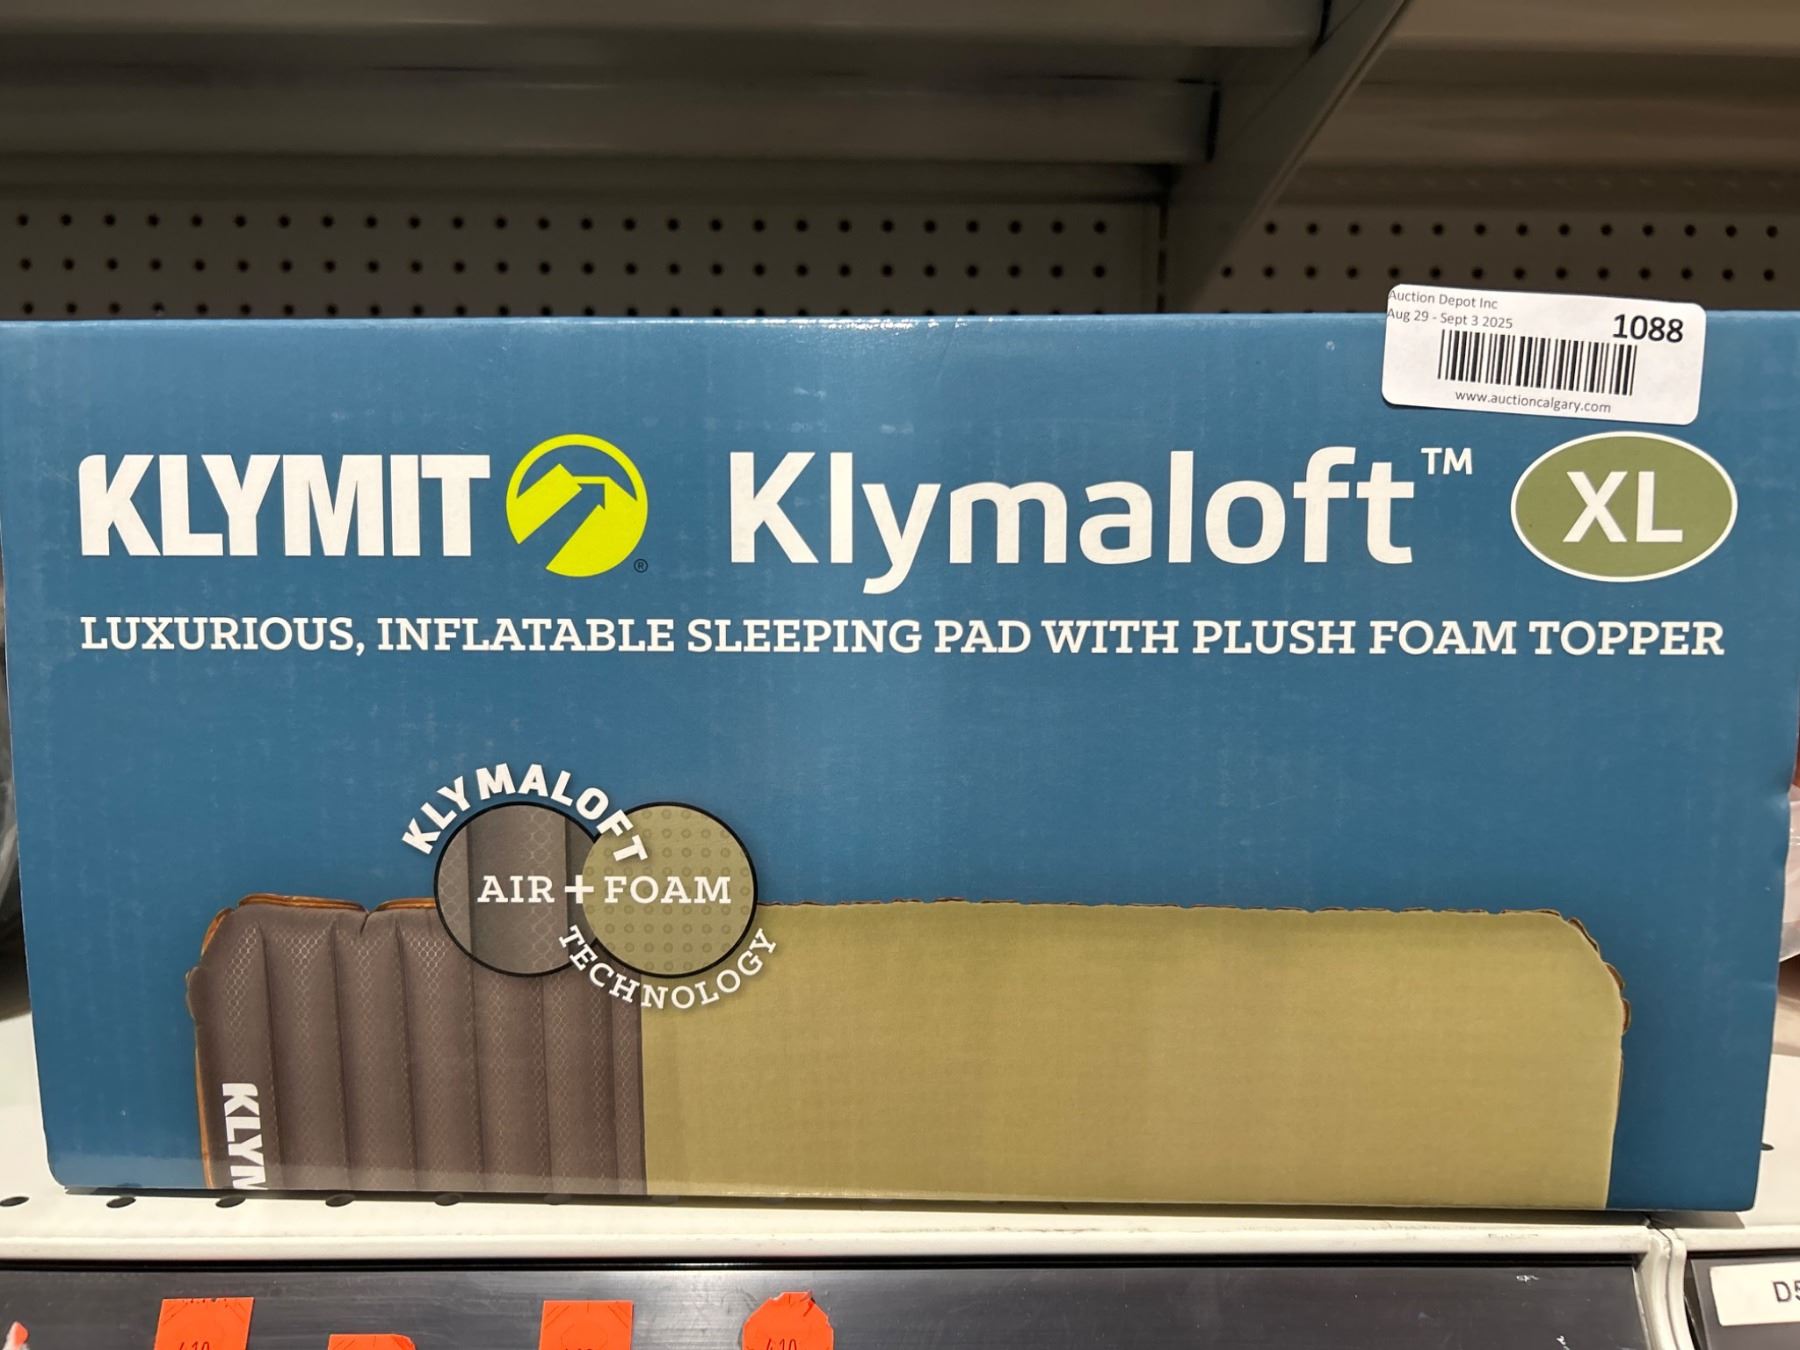 Auction Depot Inc
Aug 29 - Sept 3 2025
1088
www.auctioncalgary.com
KLYMIT ® Klymaloft™ XL
LUXURIOUS, INFLATABLE SLEEPING PAD WITH PLUSH FOAM TOPPER
KLYMALOFT
AIR + FOAM
TECHNOLOGY
KLYM